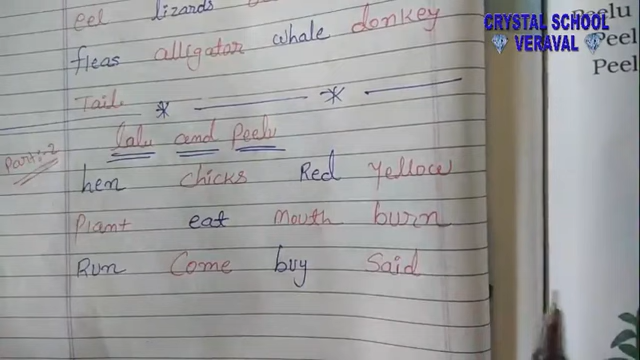 eel lizards
fleas alligator whale donkey
Tail
Part:-2
lalu and Peelu
hen chicks Red Yellow
Plant eat Mouth burn
Run Come buy Said
CRYSTAL SCHOOL
VERAVAL
Peelu
Peel
Peel